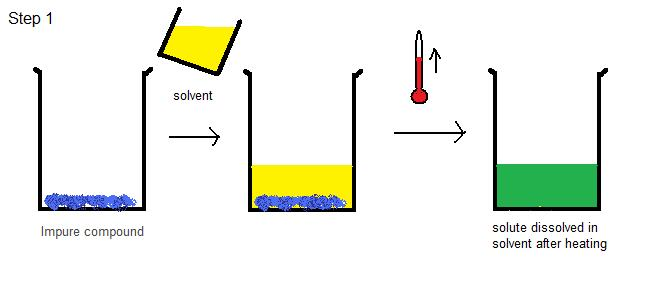 Step 1
solvent
Impure compound
solute dissolved in
solvent after heating